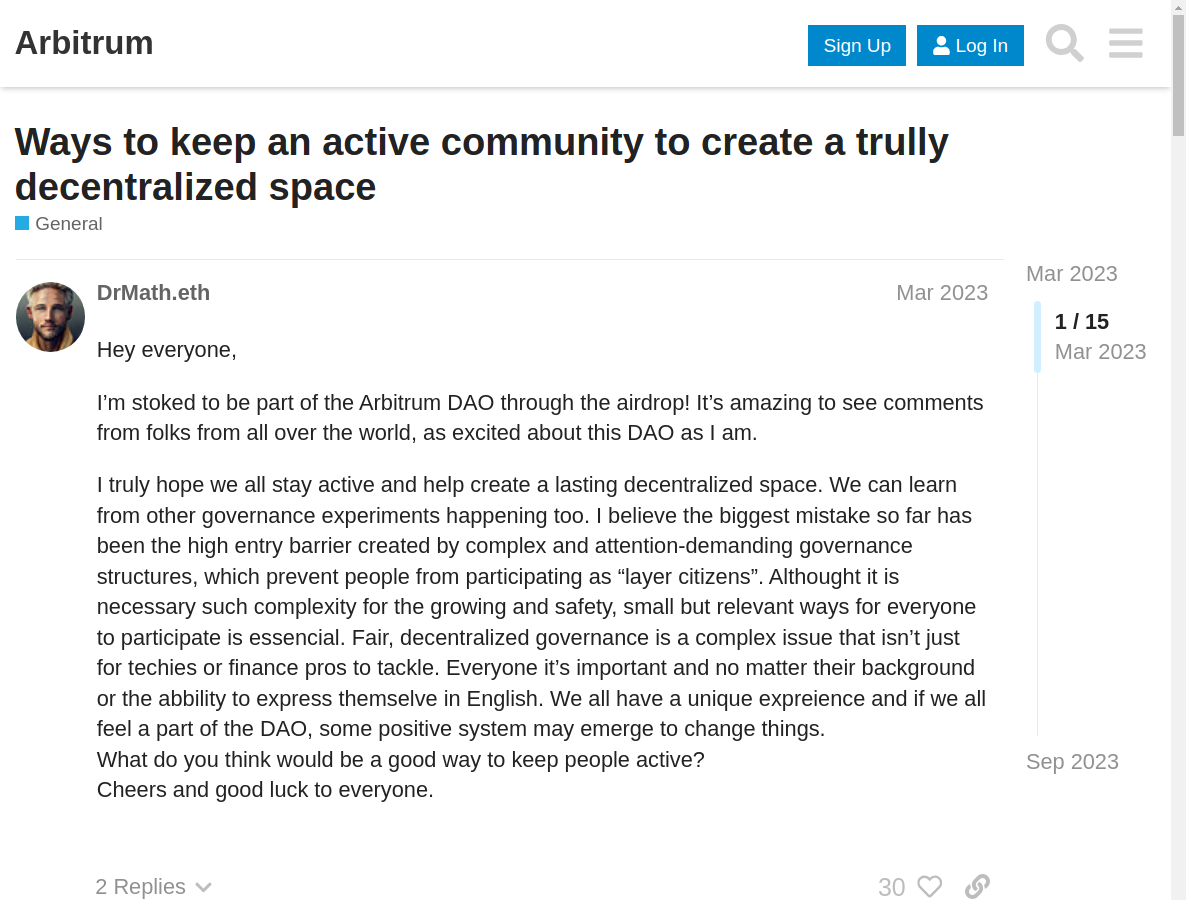 Arbitrum
Sign Up
Log In
Ways to keep an active community to create a trully
decentralized space
General
DrMath.eth
Mar 2023
Hey everyone,
I’m stoked to be part of the Arbitrum DAO through the airdrop! It’s amazing to see comments
from folks from all over the world, as excited about this DAO as I am.
I truly hope we all stay active and help create a lasting decentralized space. We can learn
from other governance experiments happening too. I believe the biggest mistake so far has
been the high entry barrier created by complex and attention-demanding governance
structures, which prevent people from participating as “layer citizens”. Althought it is
necessary such complexity for the growing and safety, small but relevant ways for everyone
to participate is essencial. Fair, decentralized governance is a complex issue that isn’t just
for techies or finance pros to tackle. Everyone it’s important and no matter their background
or the abbility to express themselve in English. We all have a unique expreience and if we all
feel a part of the DAO, some positive system may emerge to change things.
What do you think would be a good way to keep people active?
Cheers and good luck to everyone.
2 Replies
30
Mar 2023
1 / 15
Mar 2023
Sep 2023